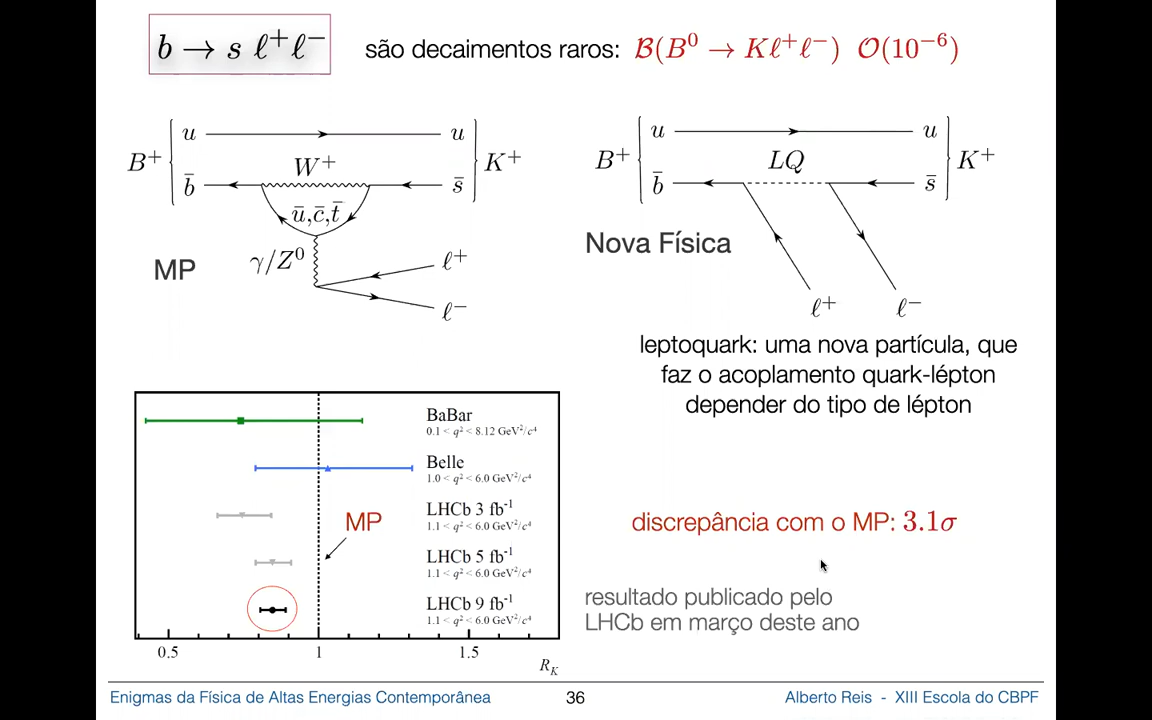 b → s ℓ⁺ℓ⁻
são decaimentos raros: ℬ(B⁰ → Kℓ⁺ℓ⁻) 𝒪(10⁻⁶)
u
u
B⁺
W⁺
K⁺
b̄
s̄
ū,c̄,t̄
γ/Z⁰
ℓ⁺
MP
ℓ⁻
u
u
B⁺
LQ
K⁺
b̄
s̄
Nova Física
ℓ⁺
ℓ⁻
leptoquark: uma nova partícula, que
faz o acoplamento quark-lépton
depender do tipo de lépton
BaBar
0.1 < q² < 8.12 GeV²/c⁴
Belle
1.0 < q² < 6.0 GeV²/c⁴
LHCb 3 fb⁻¹
1.1 < q² < 6.0 GeV²/c⁴
MP
LHCb 5 fb⁻¹
1.1 < q² < 6.0 GeV²/c⁴
LHCb 9 fb⁻¹
1.1 < q² < 6.0 GeV²/c⁴
0.5
1
1.5
R_K
discrepância com o MP: 3.1σ
resultado publicado pelo
LHCb em março deste ano
Enigmas da Física de Altas Energias Contemporânea
36
Alberto Reis - XIII Escola do CBPF